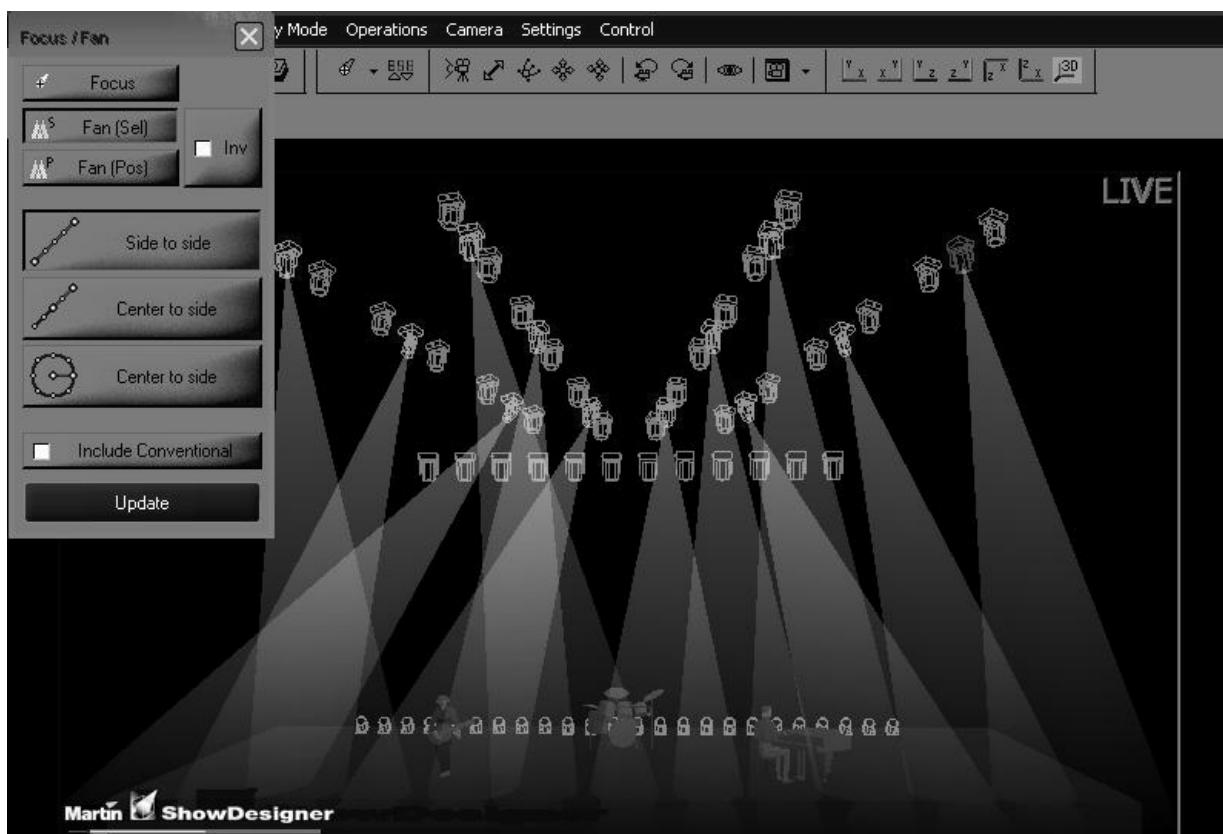 Focus / Fan
y Mode Operations Camera Settings Control
Focus
S Fan (Sel)
Inv
P Fan (Pos)
Side to side
Center to side
Center to side
Include Conventional
Update
Y X X Y Y Z Z Y Z X Z X 3D
LIVE
Martin ShowDesigner